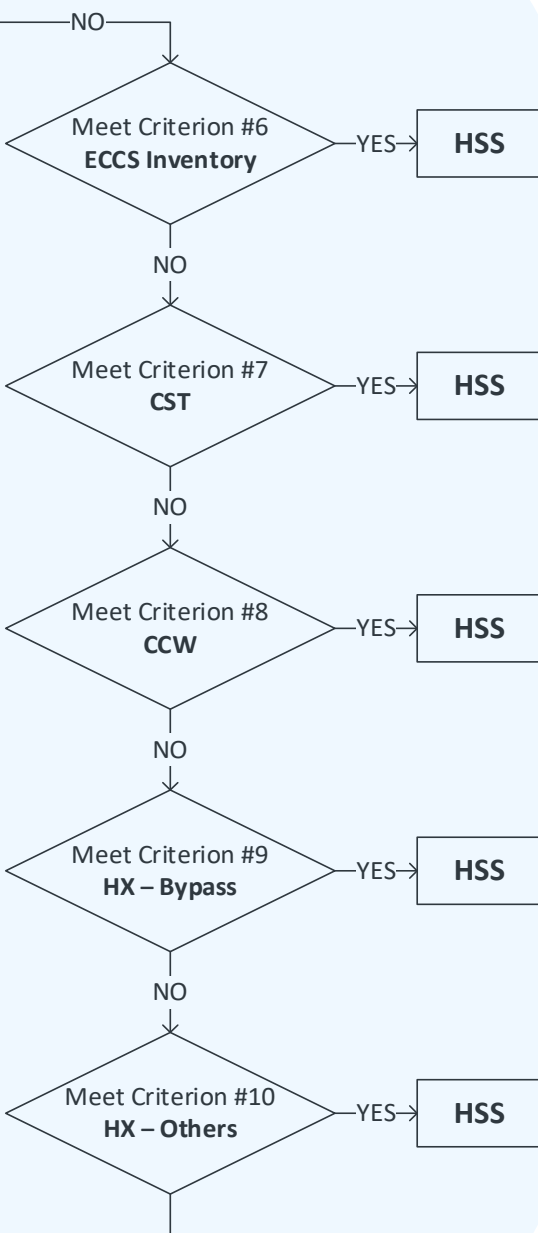 NO
Meet Criterion #6
ECCS Inventory
YES
HSS
NO
Meet Criterion #7
CST
YES
HSS
NO
Meet Criterion #8
CCW
YES
HSS
NO
Meet Criterion #9
HX – Bypass
YES
HSS
NO
Meet Criterion #10
HX – Others
YES
HSS